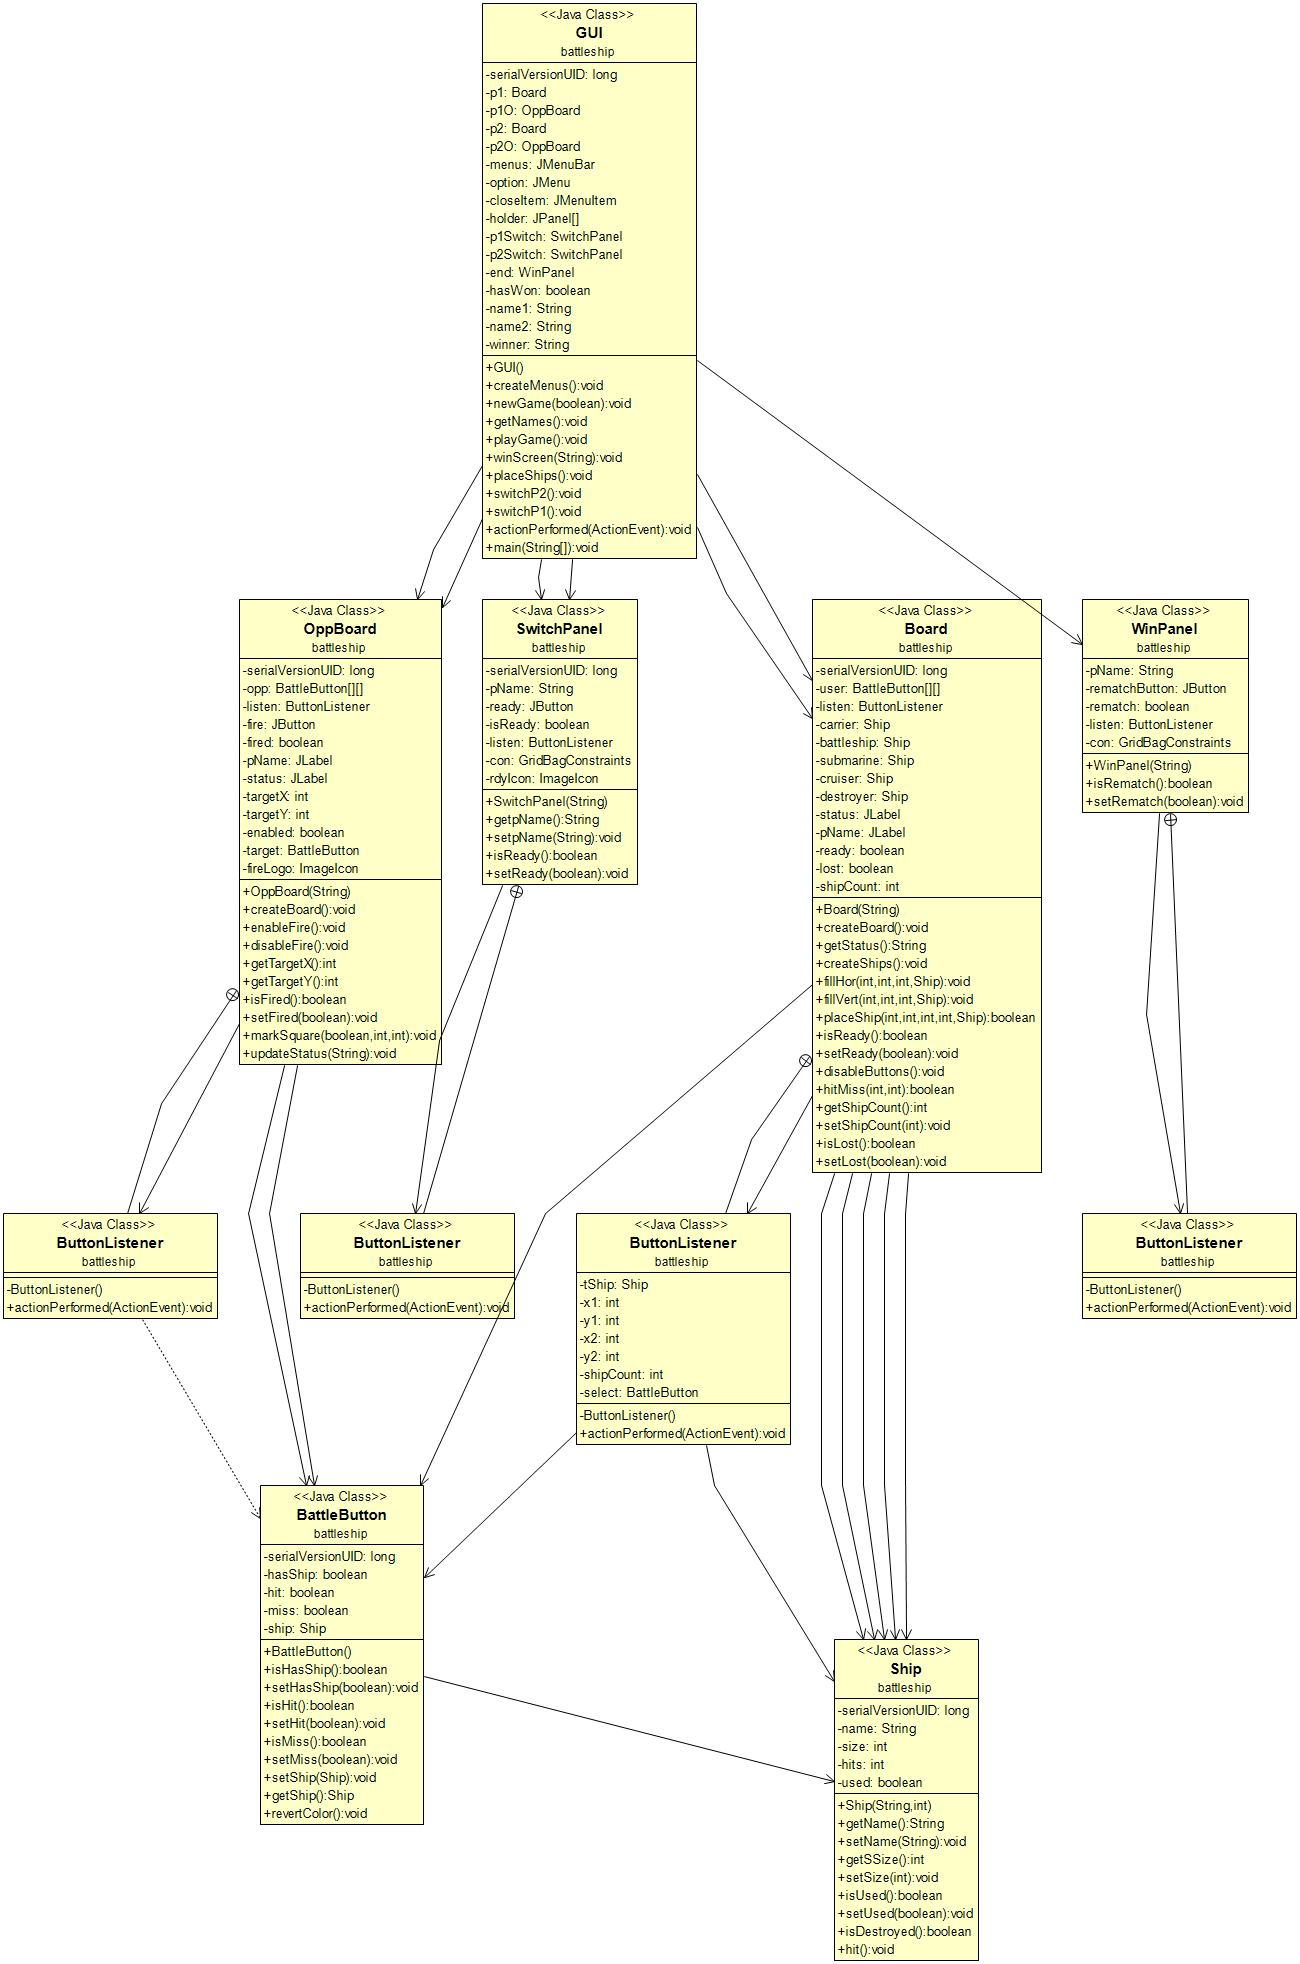 <<Java Class>>
GUI
battleship
-serialVersionUID: long
-p1: Board
-p1O: OppBoard
-p2: Board
-p2O: OppBoard
-menus: JMenuBar
-option: JMenu
-closeItem: JMenuItem
-holder: JPanel[]
-p1Switch: SwitchPanel
-p2Switch: SwitchPanel
-end: WinPanel
-hasWon: boolean
-name1: String
-name2: String
-winner: String
+GUI()
+createMenus():void
+newGame(boolean):void
+getNames():void
+playGame():void
+winScreen(String):void
+placeShips():void
+switchP2():void
+switchP1():void
+actionPerformed(ActionEvent):void
+main(String[]):void
<<Java Class>>
OppBoard
battleship
-serialVersionUID: long
-opp: BattleButton[][]
-listen: ButtonListener
-fire: JButton
-fired: boolean
-pName: JLabel
-status: JLabel
-targetX: int
-targetY: int
-enabled: boolean
-target: BattleButton
-fireLogo: ImageIcon
+OppBoard(String)
+createBoard():void
+enableFire():void
+disableFire():void
+getTargetX():int
+getTargetY():int
+isFired():boolean
+setFired(boolean):void
+markSquare(boolean,int,int):void
+updateStatus(String):void
<<Java Class>>
SwitchPanel
battleship
-serialVersionUID: long
-pName: String
-ready: JButton
-isReady: boolean
-listen: ButtonListener
-con: GridBagConstraints
-rdyIcon: ImageIcon
+SwitchPanel(String)
+getpName():String
+setpName(String):void
+isReady():boolean
+setReady(boolean):void
<<Java Class>>
Board
battleship
-serialVersionUID: long
-user: BattleButton[][]
-listen: ButtonListener
-carrier: Ship
-battleship: Ship
-submarine: Ship
-cruiser: Ship
-destroyer: Ship
-status: JLabel
-pName: JLabel
-ready: boolean
-lost: boolean
-shipCount: int
+Board(String)
+createBoard():void
+getStatus():String
+createShips():void
+fillHor(int,int,int,Ship):void
+fillVert(int,int,int,Ship):void
+placeShip(int,int,int,int,Ship):boolean
+isReady():boolean
+setReady(boolean):void
+disableButtons():void
+hitMiss(int,int):boolean
+getShipCount():int
+setShipCount(int):void
+isLost():boolean
+setLost(boolean):void
<<Java Class>>
WinPanel
battleship
-pName: String
-rematchButton: JButton
-rematch: boolean
-listen: ButtonListener
-con: GridBagConstraints
+WinPanel(String)
+isRematch():boolean
+setRematch(boolean):void
<<Java Class>>
ButtonListener
battleship
-ButtonListener()
+actionPerformed(ActionEvent):void
<<Java Class>>
ButtonListener
battleship
-ButtonListener()
+actionPerformed(ActionEvent):void
<<Java Class>>
ButtonListener
battleship
-tShip: Ship
-x1: int
-y1: int
-x2: int
-y2: int
-shipCount: int
-select: BattleButton
-ButtonListener()
+actionPerformed(ActionEvent):void
<<Java Class>>
ButtonListener
battleship
-ButtonListener()
+actionPerformed(ActionEvent):void
<<Java Class>>
BattleButton
battleship
-serialVersionUID: long
-hasShip: boolean
-hit: boolean
-miss: boolean
-ship: Ship
+BattleButton()
+isHasShip():boolean
+setHasShip(boolean):void
+isHit():boolean
+setHit(boolean):void
+isMiss():boolean
+setMiss(boolean):void
+setShip(Ship):void
+getShip():Ship
+revertColor():void
<<Java Class>>
Ship
battleship
-serialVersionUID: long
-name: String
-size: int
-hits: int
-used: boolean
+Ship(String,int)
+getName():String
+setName(String):void
+getSSize():int
+setSize(int):void
+isUsed():boolean
+setUsed(boolean):void
+isDestroyed():boolean
+hit():void